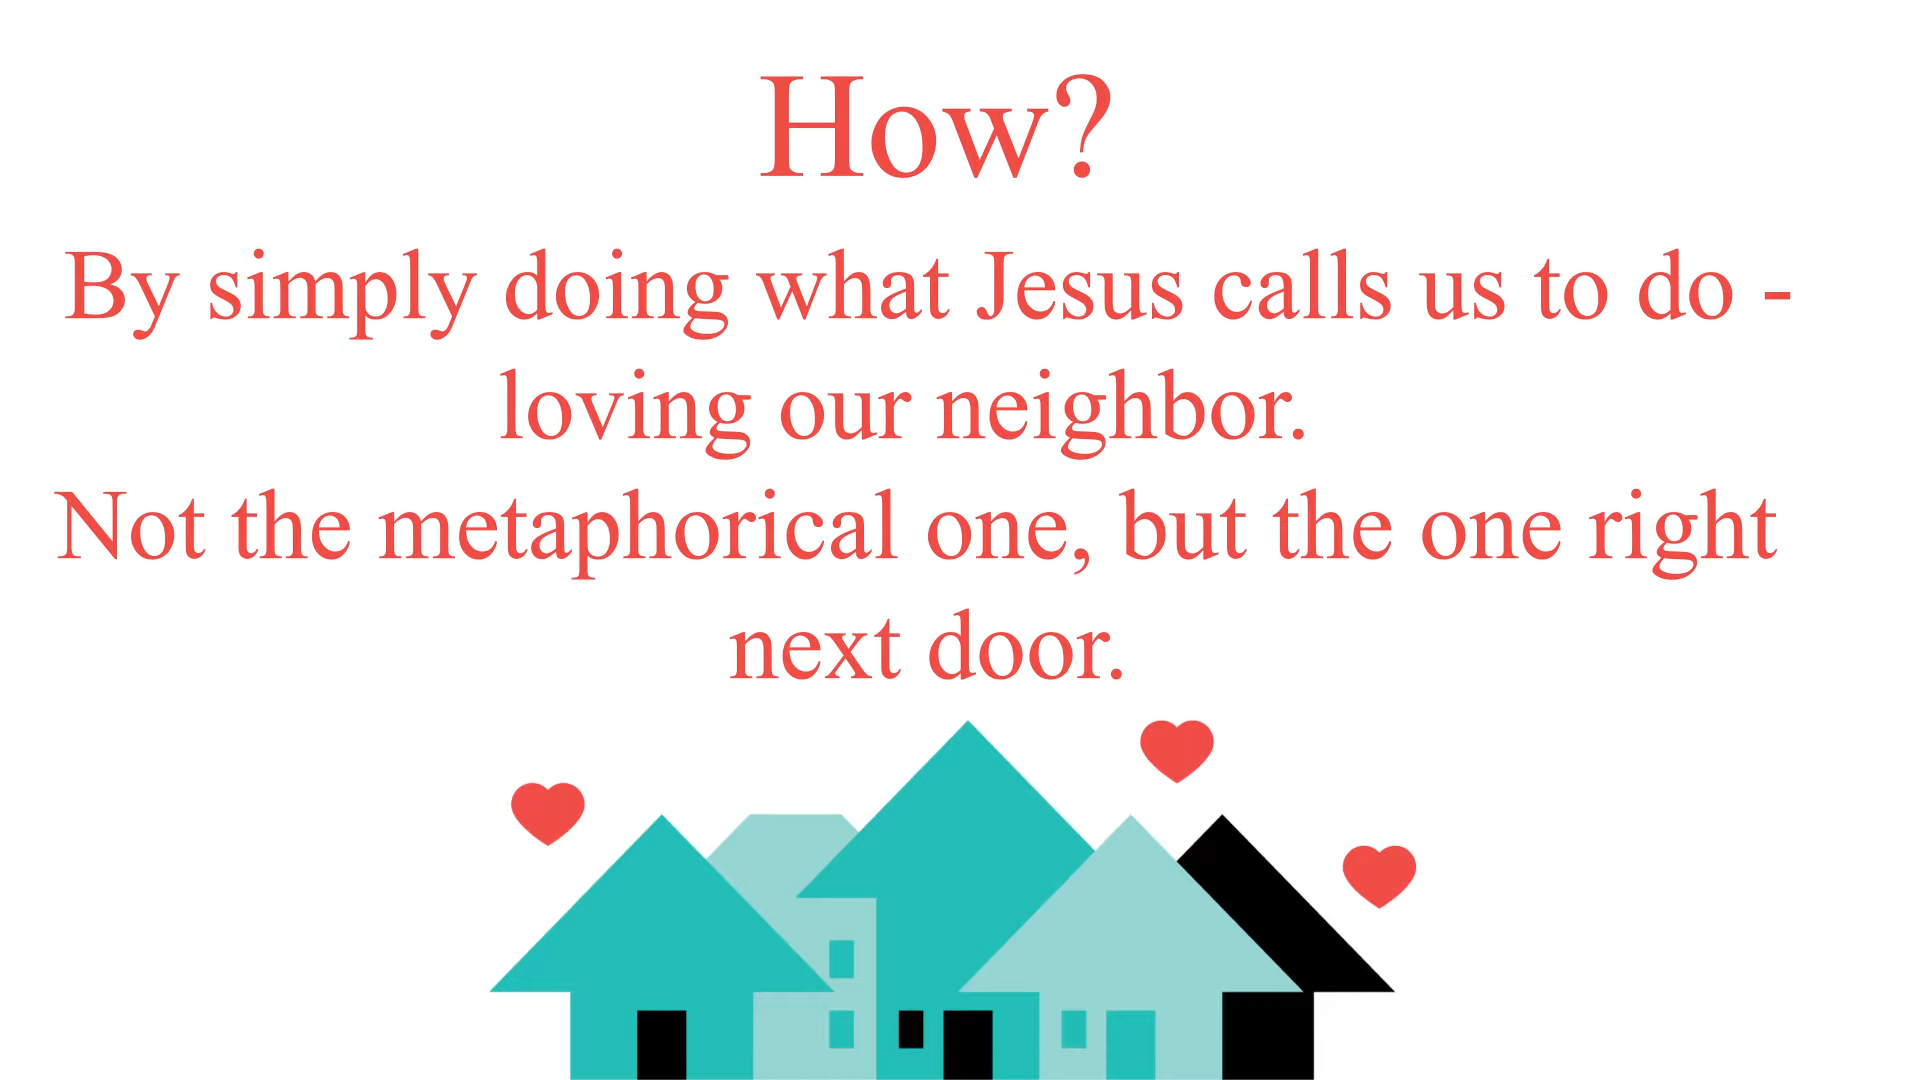 How?
By simply doing what Jesus calls us to do -
loving our neighbor.
Not the metaphorical one, but the one right
next door.